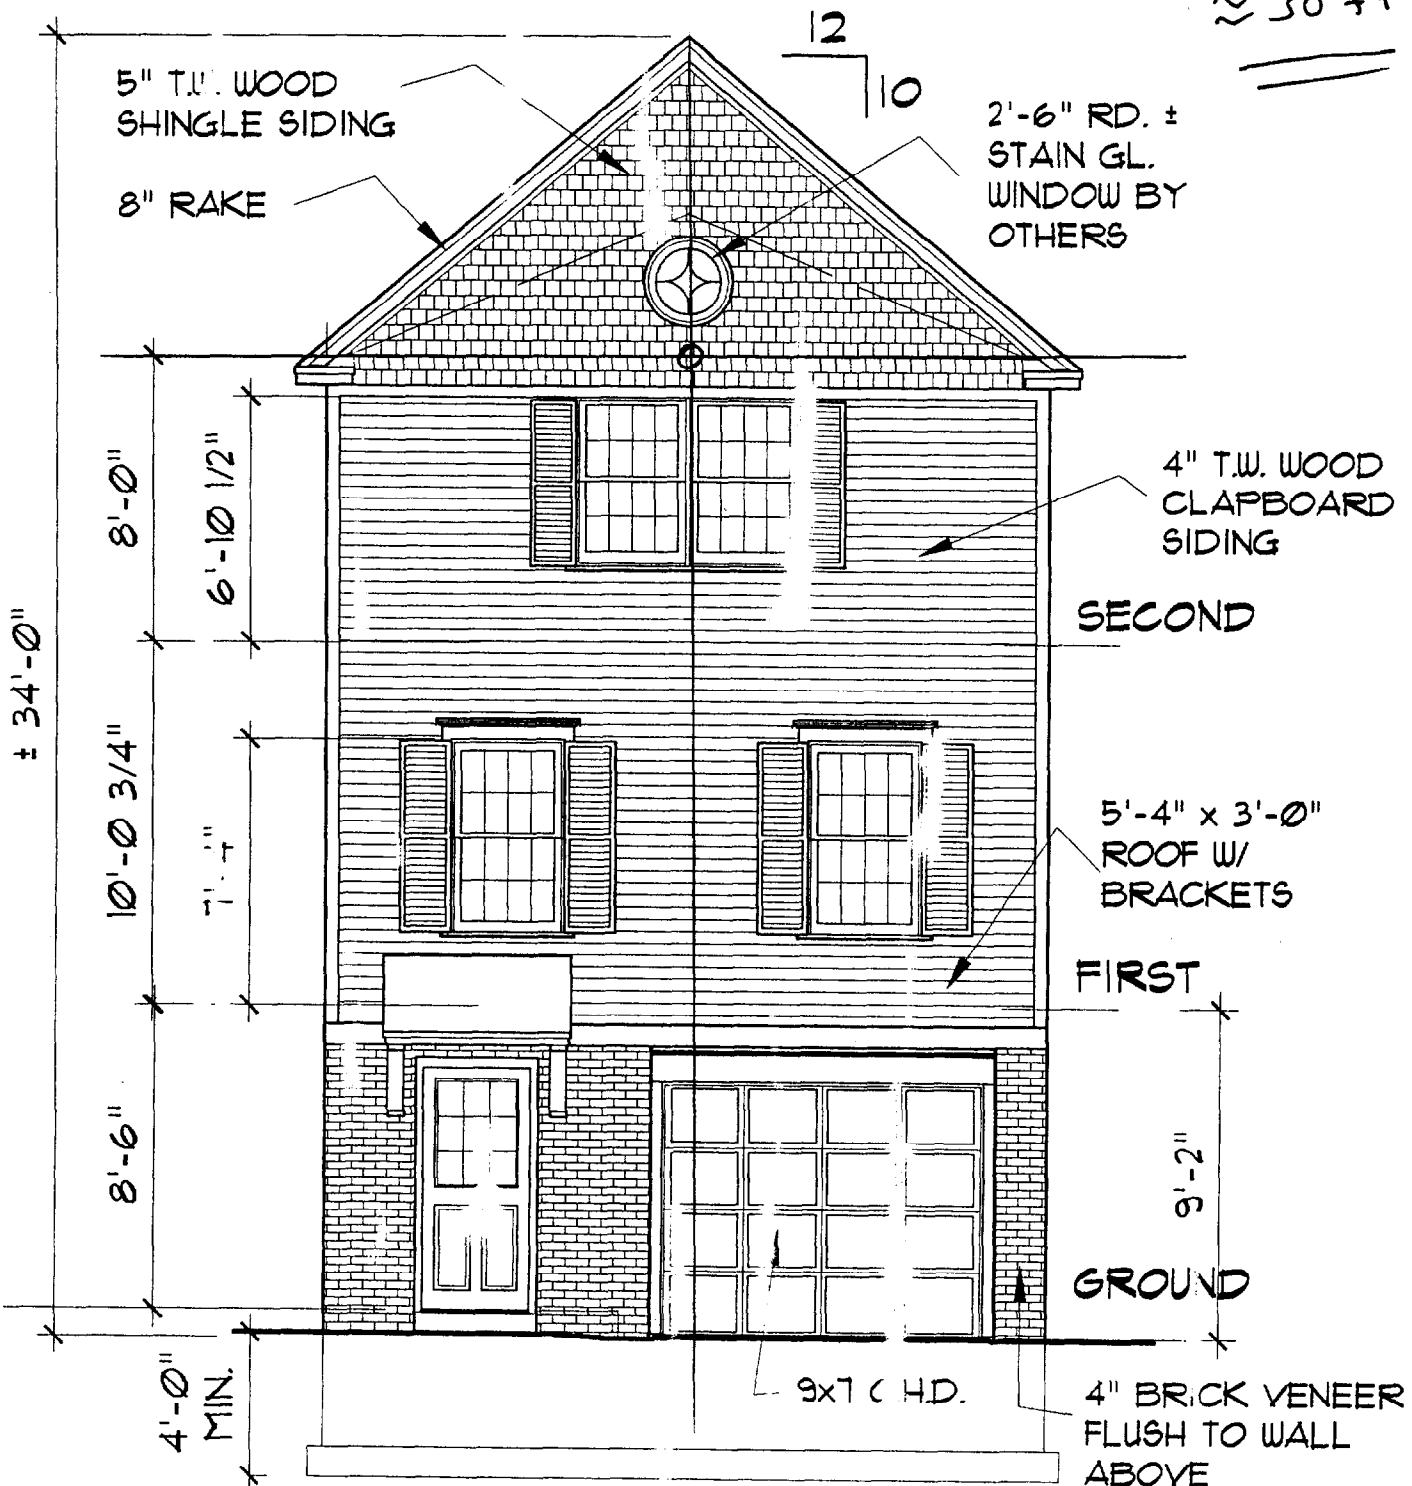 ≈ 30
12
10
5" T.W. WOOD
SHINGLE SIDING
8" RAKE
2'-6" RD. ±
STAIN GL.
WINDOW BY
OTHERS
8'-0"
6'-10 1/2"
4" T.W. WOOD
CLAPBOARD
SIDING
SECOND
± 34'-0"
10'-0 3/4"
5'-4" x 3'-0"
ROOF W/
BRACKETS
FIRST
8'-6"
9'-2"
GROUND
4'-0"
MIN.
9x7 H.D.
4" BRICK VENEER
FLUSH TO WALL
ABOVE